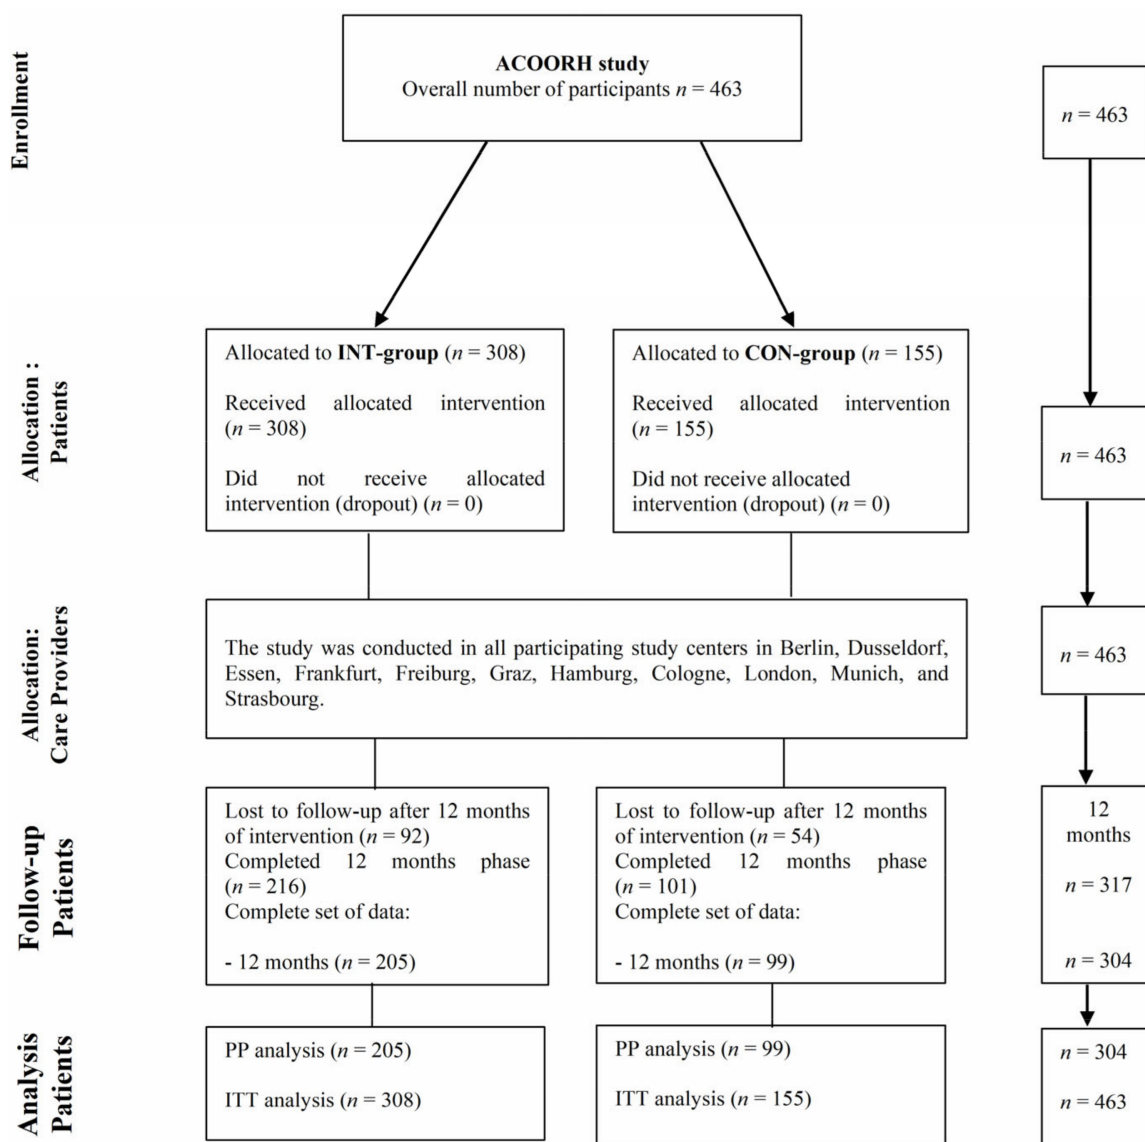 Enrollment
ACOORH study
Overall number of participants n = 463
n = 463
Allocation :
Patients
Allocated to INT-group (n = 308)
Received allocated intervention
(n = 308)
Did not receive allocated
intervention (dropout) (n = 0)
Allocated to CON-group (n = 155)
Received allocated intervention
(n = 155)
Did not receive allocated
intervention (dropout) (n = 0)
n = 463
Allocation:
Care Providers
The study was conducted in all participating study centers in Berlin, Dusseldorf,
Essen, Frankfurt, Freiburg, Graz, Hamburg, Cologne, London, Munich, and
Strasbourg.
n = 463
Follow-up
Patients
Lost to follow-up after 12 months
of intervention (n = 92)
Completed 12 months phase
(n = 216)
Complete set of data:
- 12 months (n = 205)
Lost to follow-up after 12 months
of intervention (n = 54)
Completed 12 months phase
(n = 101)
Complete set of data:
- 12 months (n = 99)
12
months
n = 317
n = 304
Analysis
Patients
PP analysis (n = 205)
ITT analysis (n = 308)
PP analysis (n = 99)
ITT analysis (n = 155)
n = 304
n = 463